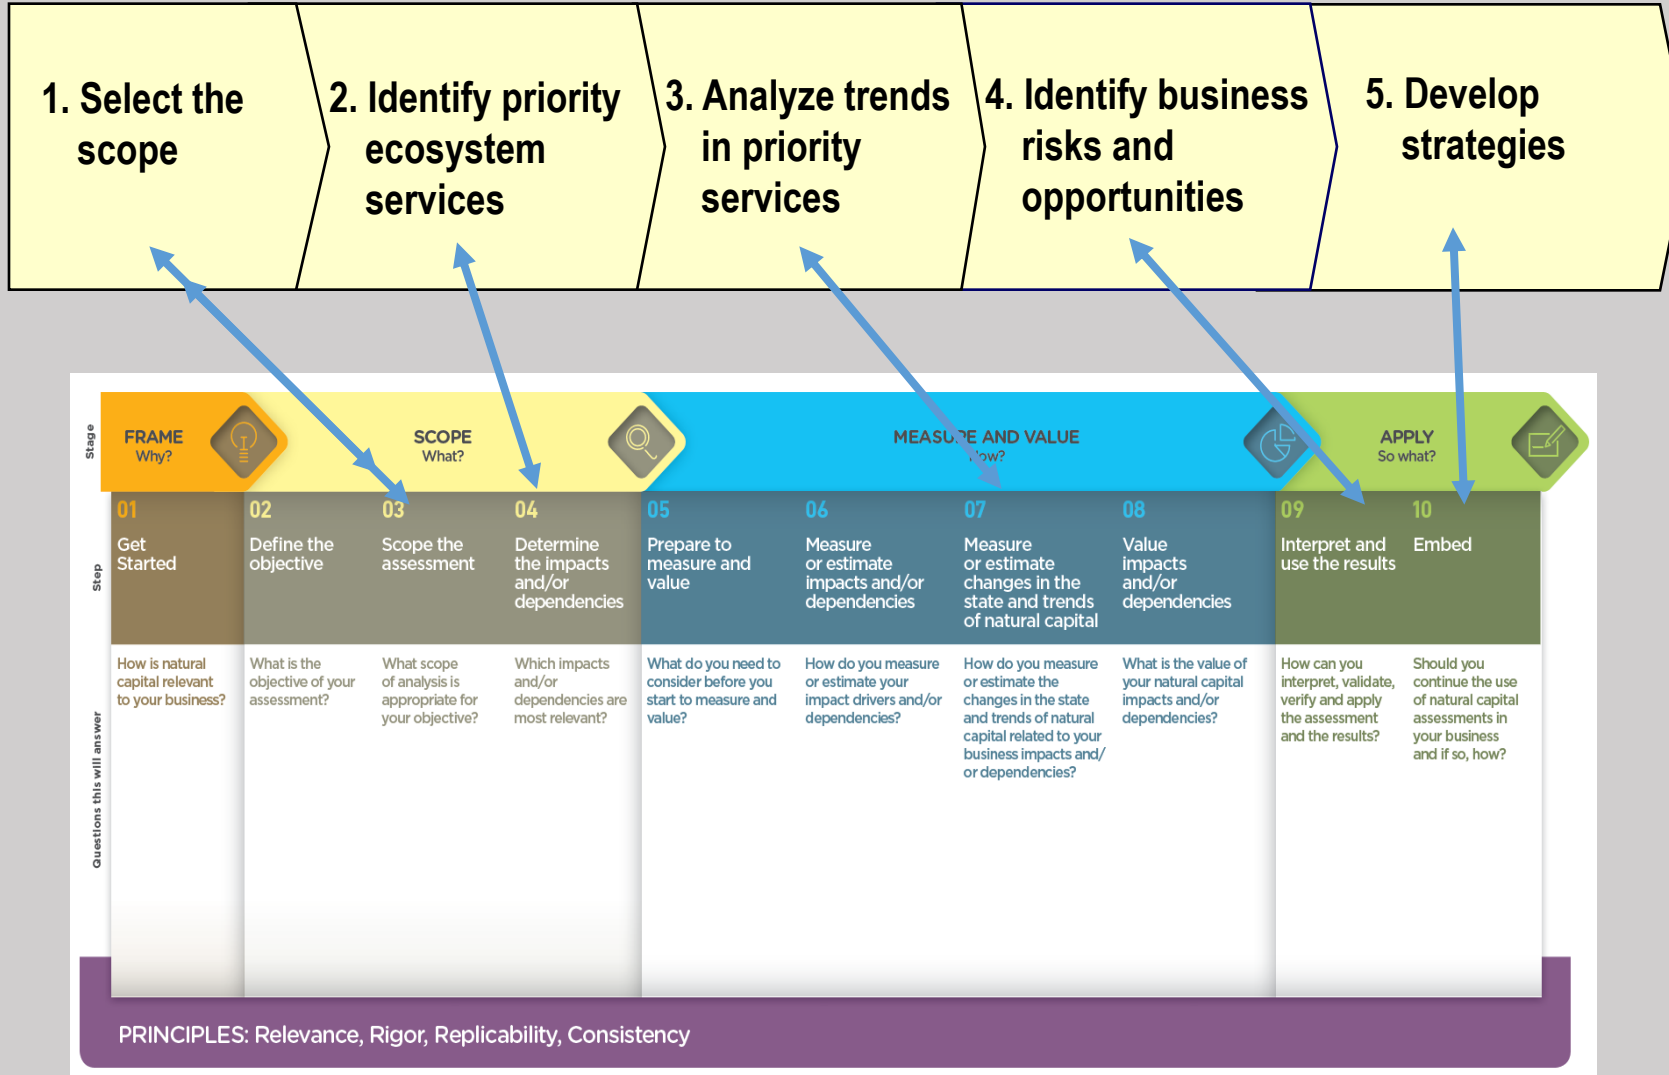 1. Select the
scope
2. Identify priority
ecosystem
services
3. Analyze trends
in priority
services
4. Identify business
risks and
opportunities
5. Develop
strategies
Stage
FRAME
Why?
SCOPE
What?
MEASURE AND VALUE
How?
APPLY
So what?
Step
01
Get
Started
02
Define the
objective
03
Scope the
assessment
04
Determine
the impacts
and/or
dependencies
05
Prepare to
measure and
value
06
Measure
or estimate
impacts and/or
dependencies
07
Measure
or estimate
changes in the
state and trends
of natural capital
08
Value
impacts
and/or
dependencies
09
Interpret and
use the results
10
Embed
Questions this will answer
How is natural
capital relevant
to your business?
What is the
objective of your
assessment?
What scope
of analysis is
appropriate for
your objective?
Which impacts
and/or
dependencies are
most relevant?
What do you need to
consider before you
start to measure and
value?
How do you measure
or estimate your
impact drivers and/or
dependencies?
How do you measure
or estimate the
changes in the state
and trends of natural
capital related to your
business impacts and/
or dependencies?
What is the value of
your natural capital
impacts and/or
dependencies?
How can you
interpret, validate,
verify and apply
the assessment
and the results?
Should you
continue the use
of natural capital
assessments in
your business
and if so, how?
PRINCIPLES: Relevance, Rigor, Replicability, Consistency